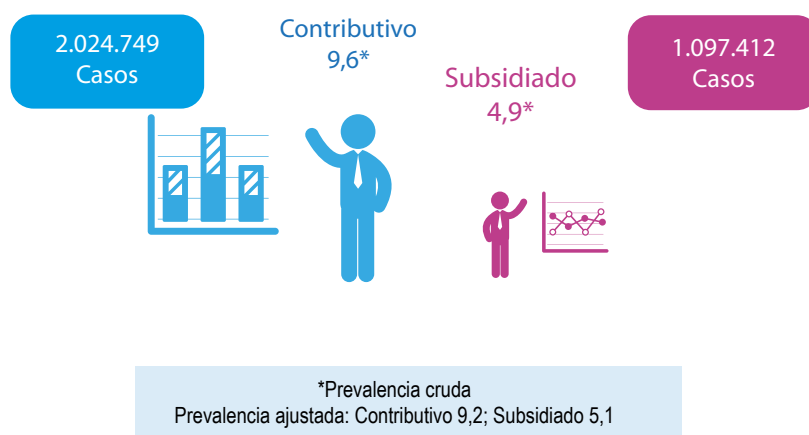 2.024.749
Casos
Contributivo
9,6*
Subsidiado
4,9*
1.097.412
Casos
*Prevalencia cruda
Prevalencia ajustada: Contributivo 9,2; Subsidiado 5,1